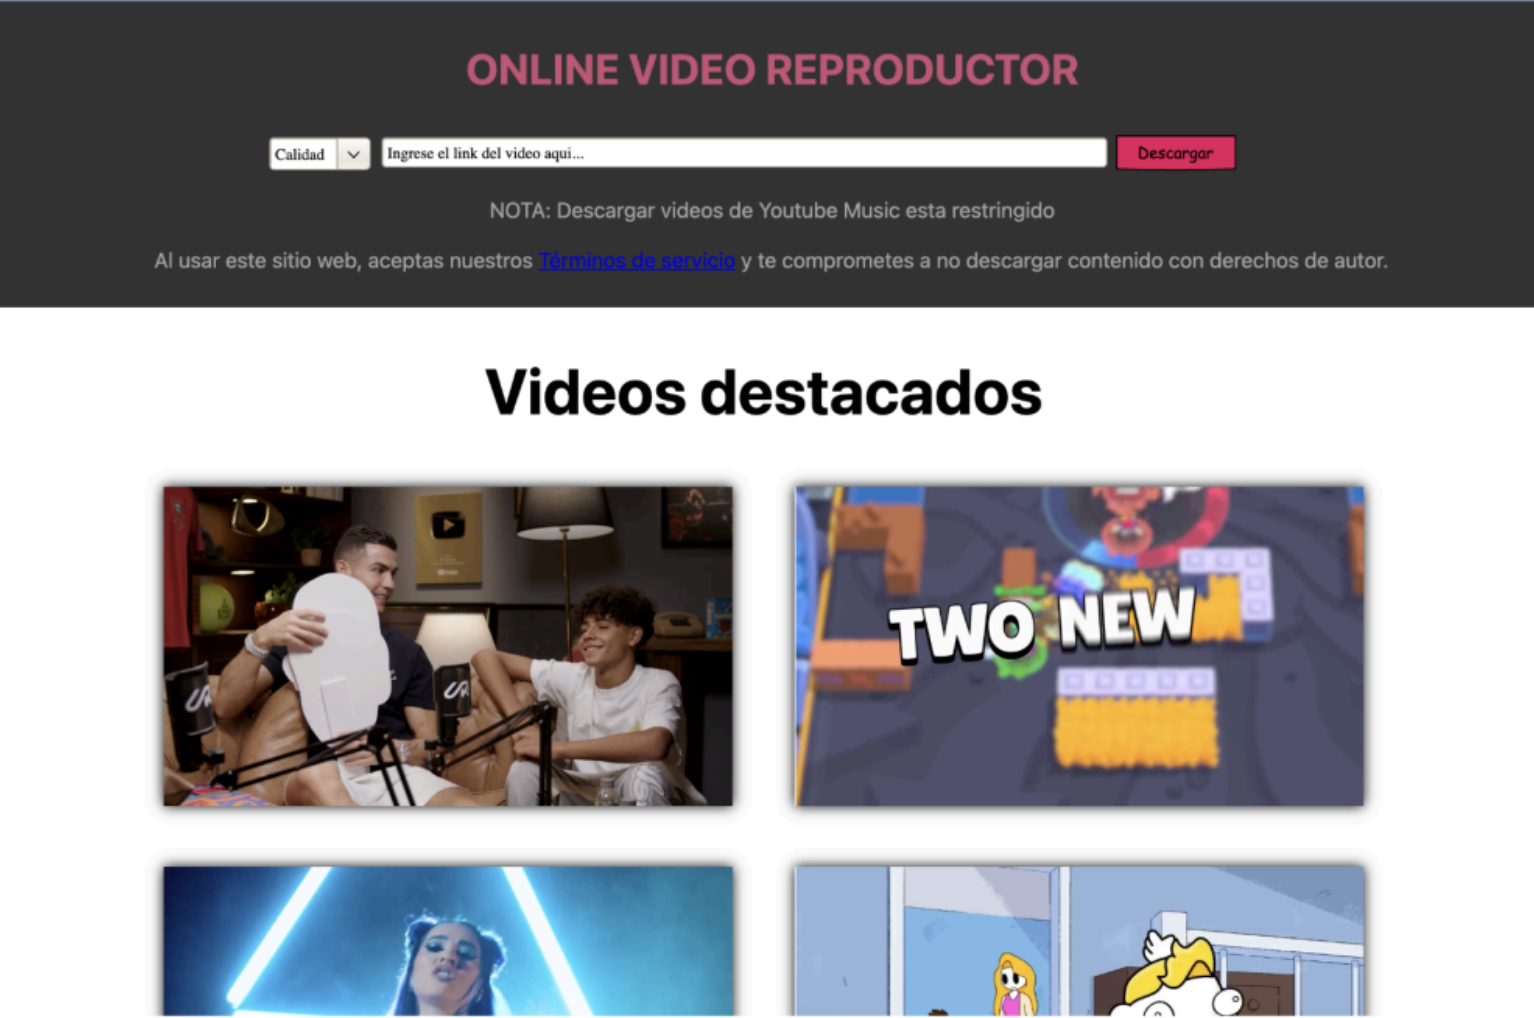 ONLINE VIDEO REPRODUCTOR
Calidad Ingrese el link del video aqui... Descargar
NOTA: Descargar videos de Youtube Music esta restringido
Al usar este sitio web, aceptas nuestros Términos de servicio y te comprometes a no descargar contenido con derechos de autor.
Videos destacados
TWO NEW